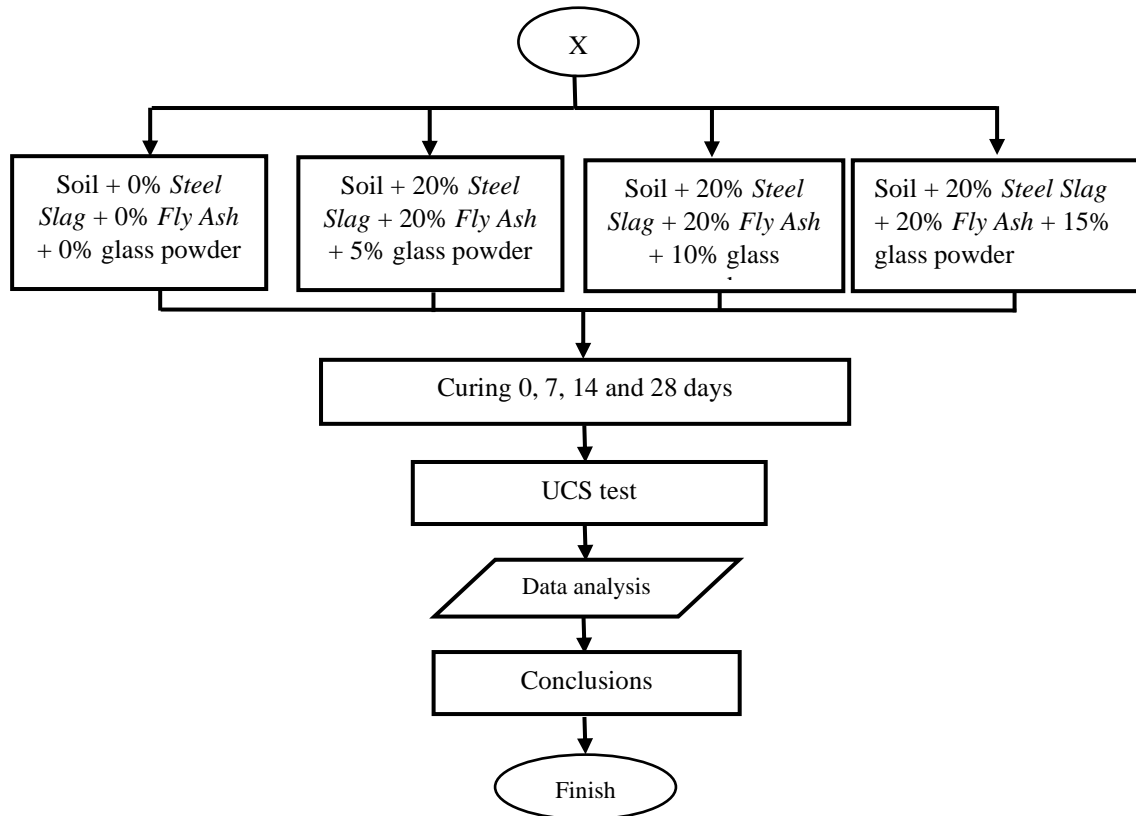 X
Soil + 0% Steel
Slag + 0% Fly Ash
+ 0% glass powder
Soil + 20% Steel
Slag + 20% Fly Ash
+ 5% glass powder
Soil + 20% Steel
Slag + 20% Fly Ash
+ 10% glass
Soil + 20% Steel Slag
+ 20% Fly Ash + 15%
glass powder
Curing 0, 7, 14 and 28 days
UCS test
Data analysis
Conclusions
Finish